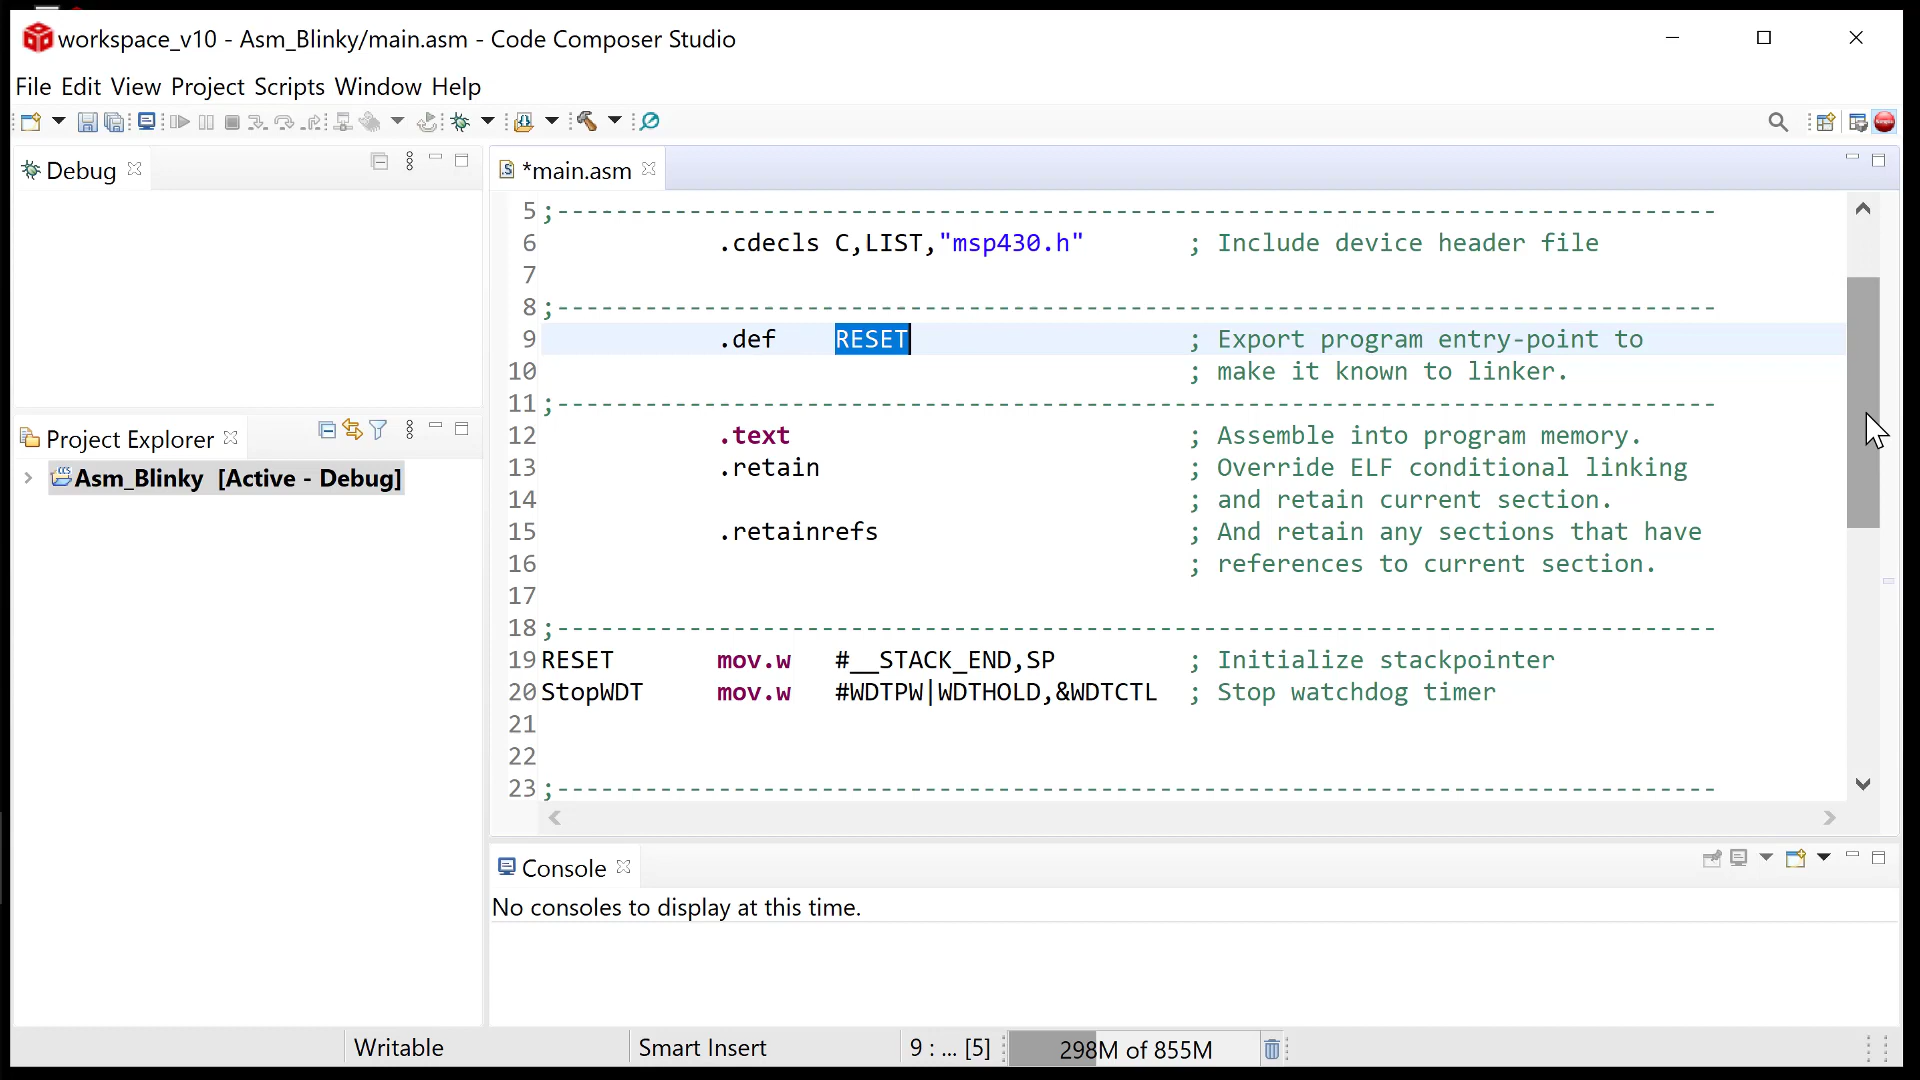 workspace_v10 - Asm_Blinky/main.asm - Code Composer Studio
File Edit View Project Scripts Window Help
Debug
*main.asm
5 ;-------------------------------------------------------------------------------
6 .cdecls C,LIST,"msp430.h" ; Include device header file
7
8 ;-------------------------------------------------------------------------------
9 .def RESET ; Export program entry-point to
10 ; make it known to linker.
11 ;-------------------------------------------------------------------------------
12 .text ; Assemble into program memory.
13 .retain ; Override ELF conditional linking
14 ; and retain current section.
15 .retainrefs ; And retain any sections that have
16 ; references to current section.
17
18 ;-------------------------------------------------------------------------------
19 RESET mov.w #__STACK_END,SP ; Initialize stackpointer
20 StopWDT mov.w #WDTPW|WDTHOLD,&WDTCTL ; Stop watchdog timer
21
22
23 ;-------------------------------------------------------------------------------
Project Explorer
Asm_Blinky [Active - Debug]
Console
No consoles to display at this time.
Writable
Smart Insert
9 : ... [5]
298M of 855M